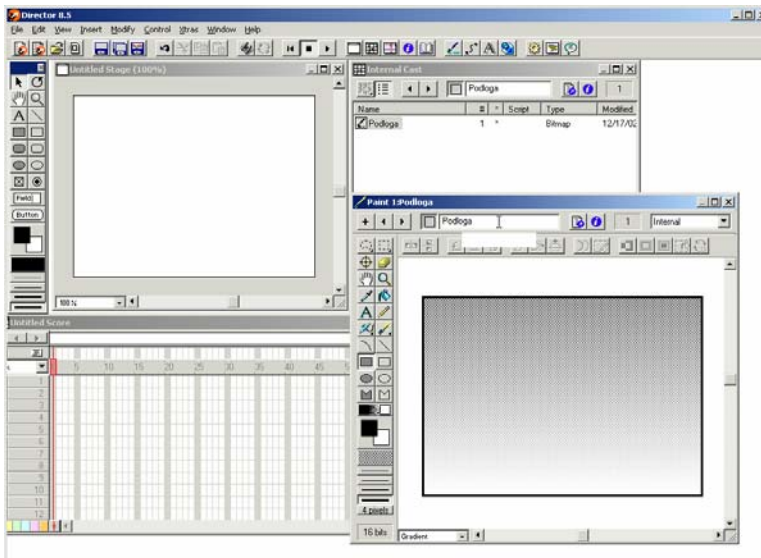 Director 8.5
File Edit View Insert Modify Control Xtras Window Help
Untitled Stage (100%)
100%
Field
Button
Internal Cast
Podloga 1
Name # * Script Type Modified
Podloga 1 * Bitmap 12/17/02
Paint 1:Podloga
Podloga 1 Internal
4 pixels
16 bits Gradient
Untitled Score
5 10 15 20 25 30 35 40 45
1
2
3
4
5
6
7
8
9
10
11
12